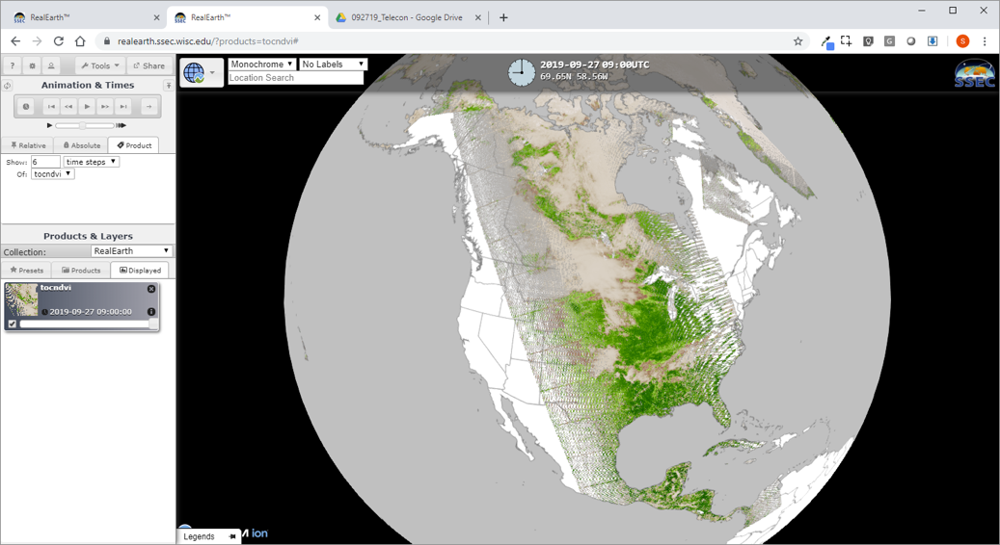 RealEarth™
RealEarth™
092719_Telecon - Google Drive
realearth.ssec.wisc.edu/?products=tocndvi#
S
? Tools Share
Animation & Times
Relative Absolute Product
Show: 6 time steps
Of: tocndvi
Products & Layers
Collection: RealEarth
Presets Products Displayed
tocndvi
2019-09-27 09:00:00
Monochrome No Labels
Location Search
2019-09-27 09:00UTC
69.65N 58.56W
SSEC
Legends
ion